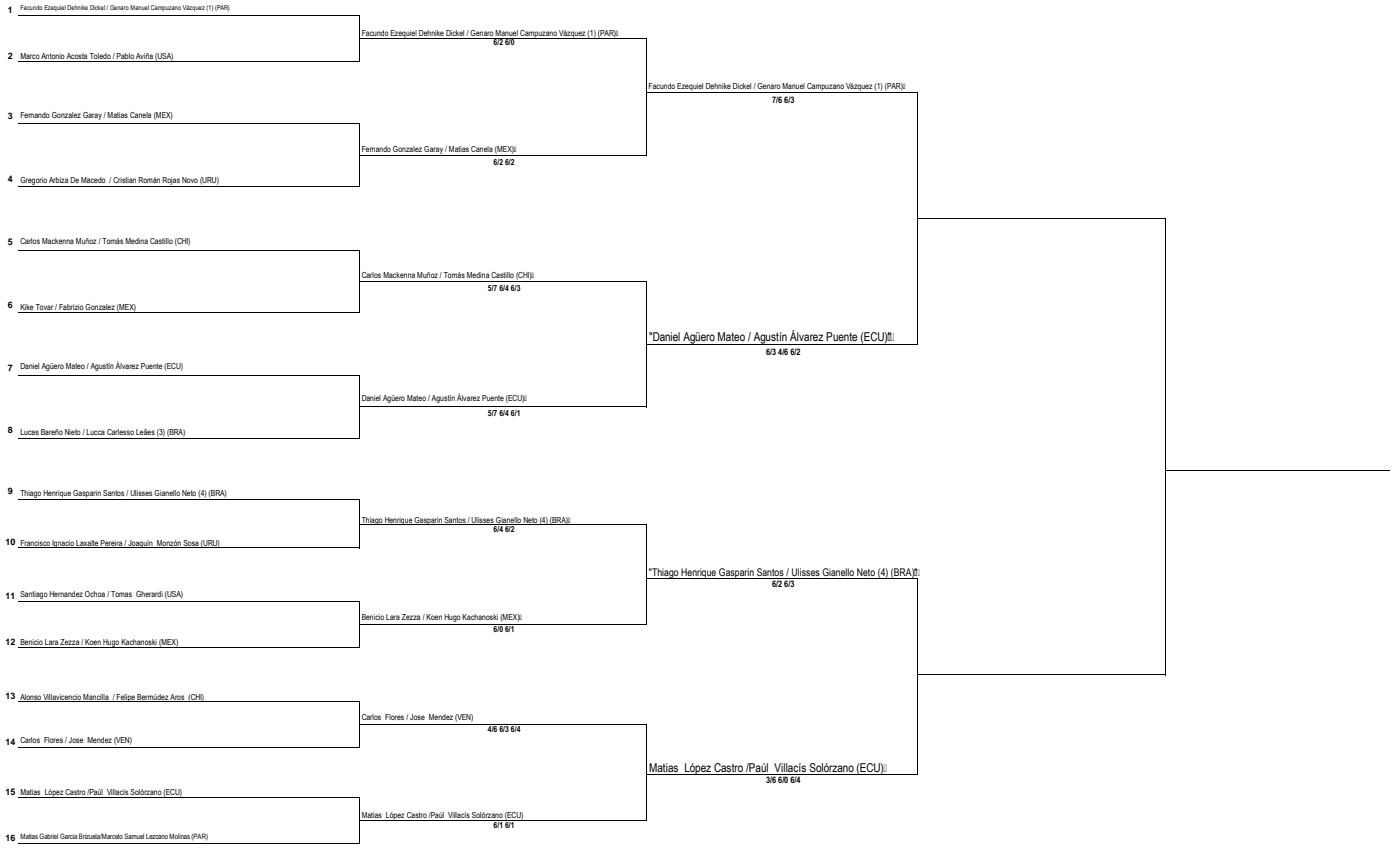 1 Facundo Ezequiel Dehnike Dickel / Genaro Manuel Campuzano Vázquez (1) (PAR)
Facundo Ezequiel Dehnike Dickel / Genaro Manuel Campuzano Vázquez (1) (PAR)
6/2 6/0
2 Marco Antonio Acosta Toledo / Pablo Aviña (USA)
Facundo Ezequiel Dehnike Dickel / Genaro Manuel Campuzano Vázquez (1) (PAR)
7/6 6/3
3 Fernando Gonzalez Garay / Matias Canela (MEX)
Fernando Gonzalez Garay / Matias Canela (MEX)
6/2 6/2
4 Gregorio Arbiza De Macedo / Cristian Román Rojas Novo (URU)
5 Carlos Mackenna Muñoz / Tomás Medina Castillo (CHI)
Carlos Mackenna Muñoz / Tomás Medina Castillo (CHI)
5/7 6/4 6/3
6 Kike Tovar / Fabrizio Gonzalez (MEX)
"Daniel Agüero Mateo / Agustín Álvarez Puente (ECU)"
6/3 4/6 6/2
7 Daniel Agüero Mateo / Agustín Álvarez Puente (ECU)
Daniel Agüero Mateo / Agustín Álvarez Puente (ECU)
5/7 6/4 6/1
8 Lucas Bareño Nieto / Lucca Carlesso Leães (3) (BRA)
9 Thiago Henrique Gasparin Santos / Ulisses Gianello Neto (4) (BRA)
Thiago Henrique Gasparin Santos / Ulisses Gianello Neto (4) (BRA)
6/4 6/2
10 Francisco Ignacio Laxalte Pereira / Joaquín Monzón Sosa (URU)
"Thiago Henrique Gasparin Santos / Ulisses Gianello Neto (4) (BRA)"
6/2 6/3
11 Santiago Hernandez Ochoa / Tomas Gherardi (USA)
Benicio Lara Zezza / Koen Hugo Kachanoski (MEX)
6/0 6/1
12 Benicio Lara Zezza / Koen Hugo Kachanoski (MEX)
13 Alonso Villavicencio Mancilla / Felipe Bermúdez Aros (CHI)
Carlos Flores / Jose Mendez (VEN)
4/6 6/3 6/4
14 Carlos Flores / Jose Mendez (VEN)
Matias López Castro /Paúl Villacís Solórzano (ECU)
3/6 6/0 6/4
15 Matias López Castro /Paúl Villacís Solórzano (ECU)
Matias López Castro /Paúl Villacís Solórzano (ECU)
6/1 6/1
16 Matias Gabriel Garcia Brizuela/Marcelo Samuel Lezcano Molinas (PAR)